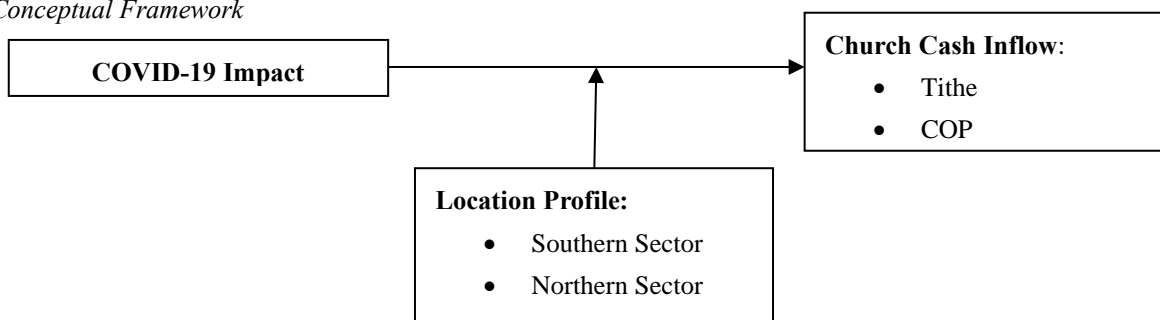 Conceptual Framework
COVID-19 Impact
Church Cash Inflow:
• Tithe
• COP
Location Profile:
• Southern Sector
• Northern Sector